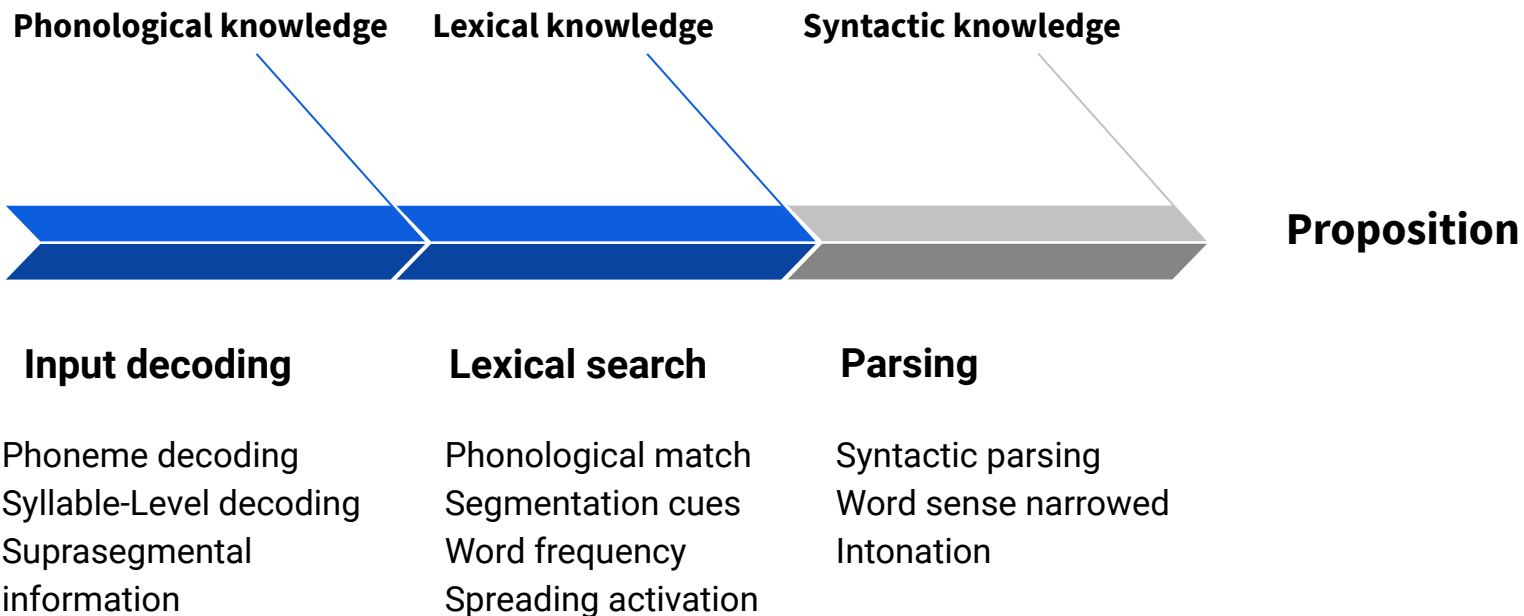 Phonological knowledge
Lexical knowledge
Syntactic knowledge
Proposition
Input decoding
Lexical search
Parsing
Phoneme decoding
Syllable-Level decoding
Suprasegmental
information
Phonological match
Segmentation cues
Word frequency
Spreading activation
Syntactic parsing
Word sense narrowed
Intonation